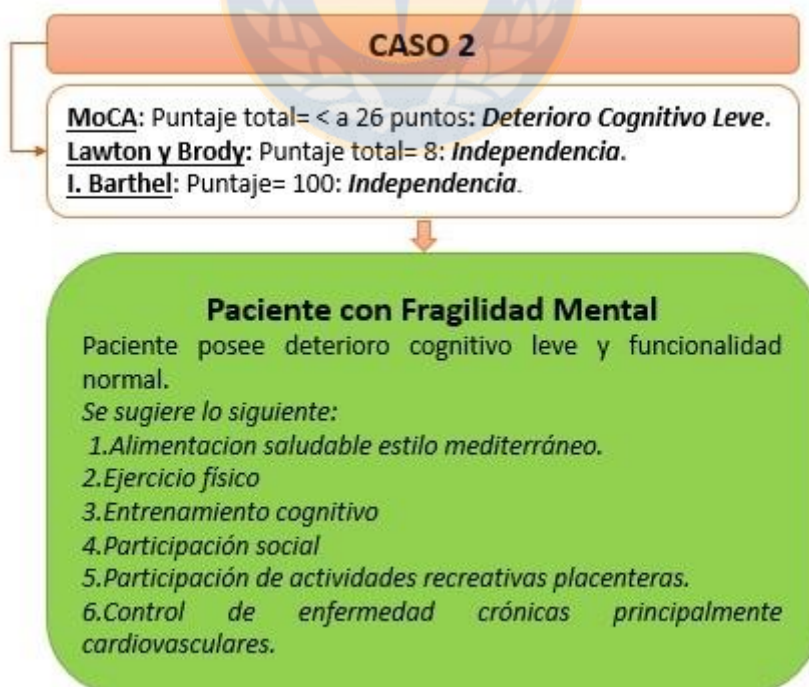 CASO 2
MoCA: Puntaje total= < a 26 puntos: Deterioro Cognitivo Leve.
Lawton y Brody: Puntaje total= 8: Independencia.
I. Barthel: Puntaje= 100: Independencia.
Paciente con Fragilidad Mental
Paciente posee deterioro cognitivo leve y funcionalidad
normal.
Se sugiere lo siguiente:
1.Alimentacion saludable estilo mediterráneo.
2.Ejercicio físico
3.Entrenamiento cognitivo
4.Participación social
5.Participación de actividades recreativas placenteras.
6.Control de enfermedad crónicas principalmente
cardiovasculares.